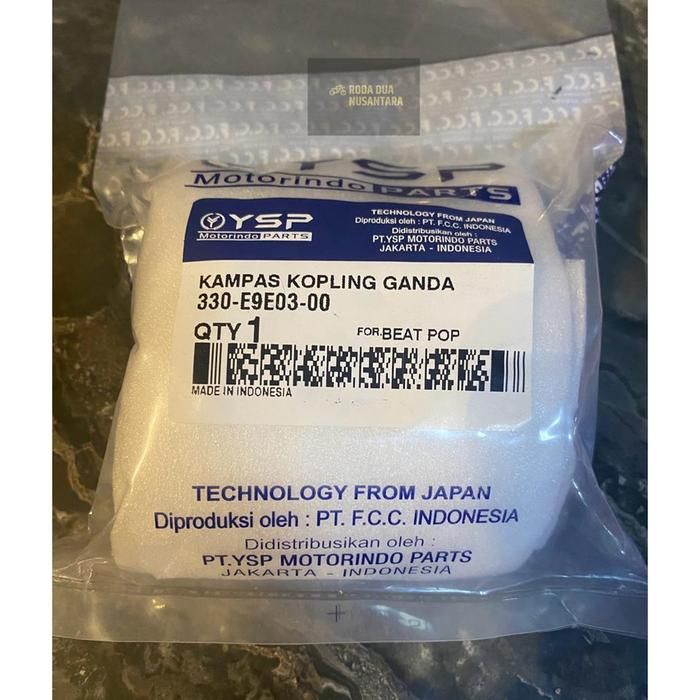 RODA DUA
NUSANTARA
F.C.C. F.C.C. F.C.C.
YSP
Motorindo PARTS
YSP
Motorindo PARTS
TECHNOLOGY FROM JAPAN
Diproduksi oleh : PT. F.C.C. INDONESIA
Didistribusikan oleh :
PT.YSP MOTORINDO PARTS
JAKARTA - INDONESIA
KAMPAS KOPLING GANDA
330-E9E03-00
QTY 1
FOR. BEAT POP
MADE IN INDONESIA
TECHNOLOGY FROM JAPAN
Diproduksi oleh : PT. F.C.C. INDONESIA
Didistribusikan oleh :
PT.YSP MOTORINDO PARTS
JAKARTA - INDONESIA